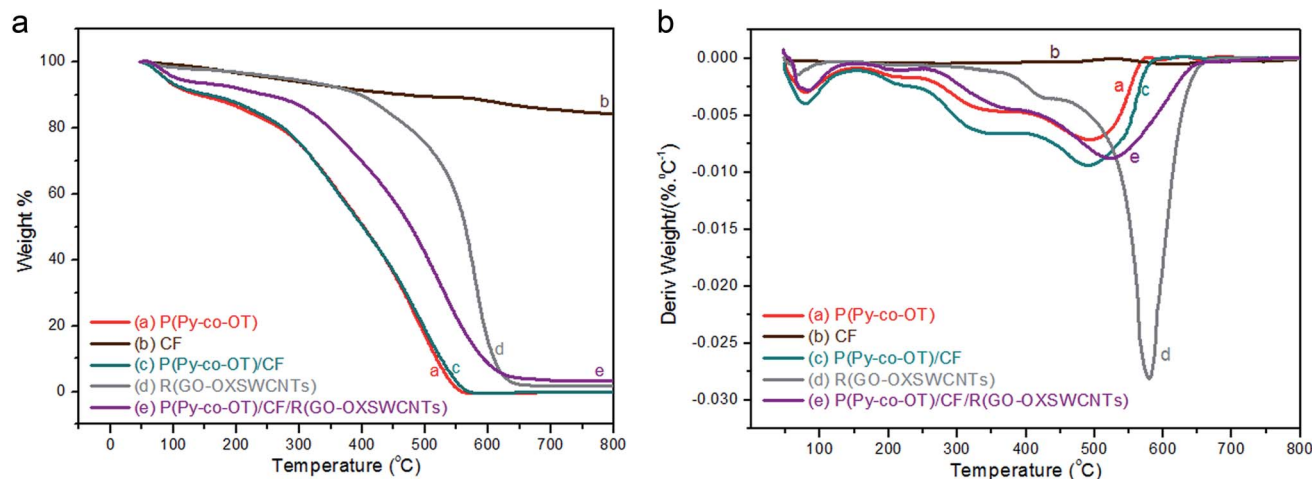 a
100
80
60
40
20
0
Weight %
b
a
c
d
e
(a) P(Py-co-OT)
(b) CF
(c) P(Py-co-OT)/CF
(d) R(GO-OXSWCNTs)
(e) P(Py-co-OT)/CF/R(GO-OXSWCNTs)
0 100 200 300 400 500 600 700 800
Temperature (°C)
b
0.000
-0.005
-0.010
-0.015
-0.020
-0.025
-0.030
Deriv Weight/(%.°C⁻¹)
b
a
c
e
d
(a) P(Py-co-OT)
(b) CF
(c) P(Py-co-OT)/CF
(d) R(GO-OXSWCNTs)
(e) P(Py-co-OT)/CF/R(GO-OXSWCNTs)
100 200 300 400 500 600 700 800
Temperature (°C)